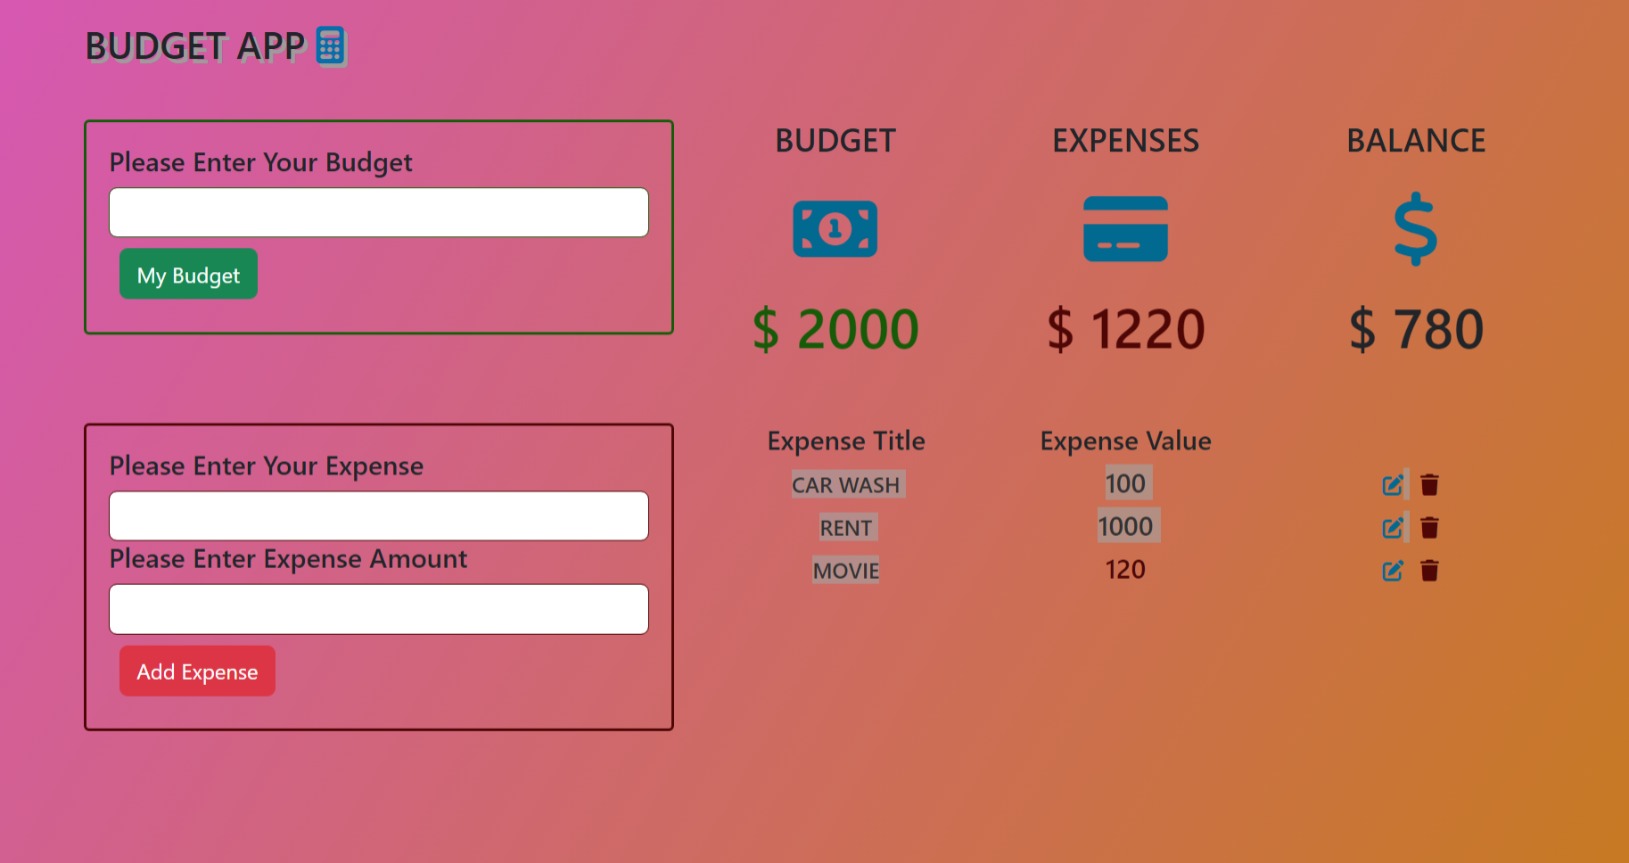 BUDGET APP
Please Enter Your Budget
My Budget
BUDGET EXPENSES BALANCE
1
$ 2000 $ 1220 $ 780
Please Enter Your Expense
Please Enter Expense Amount
Add Expense
Expense Title Expense Value
CAR WASH 100
RENT 1000
MOVIE 120